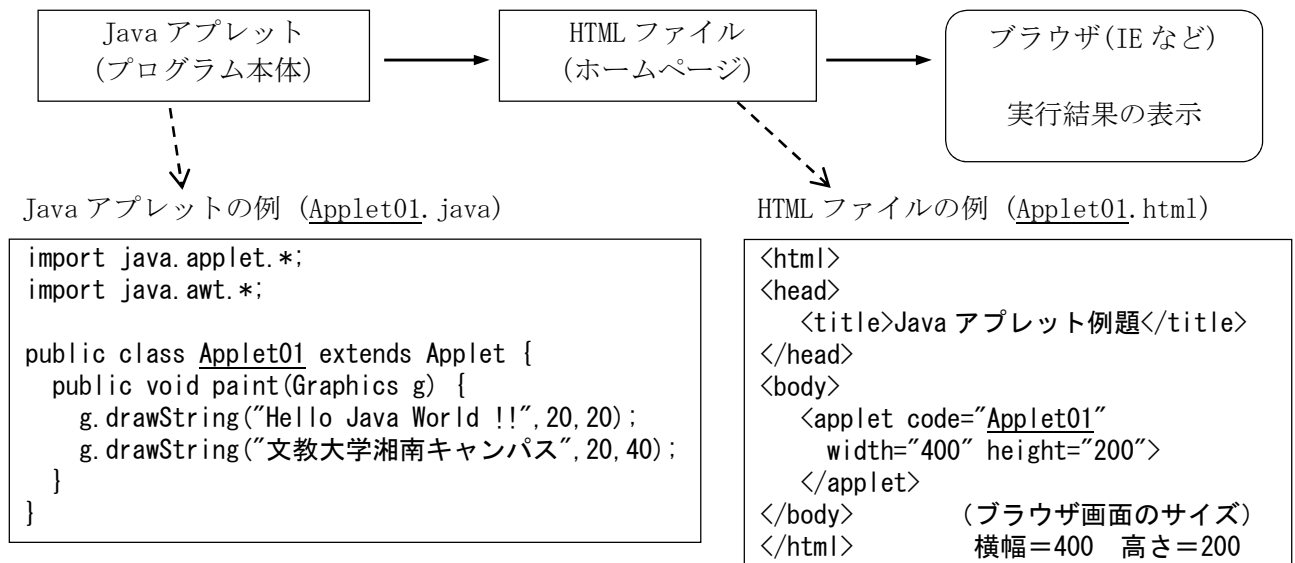 Java アプレット
(プログラム本体)
HTML ファイル
(ホームページ)
ブラウザ(IE など)
実行結果の表示
Java アプレットの例 (Applet01.java)
import java.applet.*;
import java.awt.*;
public class Applet01 extends Applet {
public void paint(Graphics g) {
g.drawString("Hello Java World !!",20,20);
g.drawString("文教大学湘南キャンパス",20,40);
}
}
HTML ファイルの例 (Applet01.html)
<html>
<head>
<title>Java アプレット例題</title>
</head>
<body>
<applet code="Applet01"
width="400" height="200">
</applet>
</body> (ブラウザ画面のサイズ)
</html> 横幅=400 高さ=200